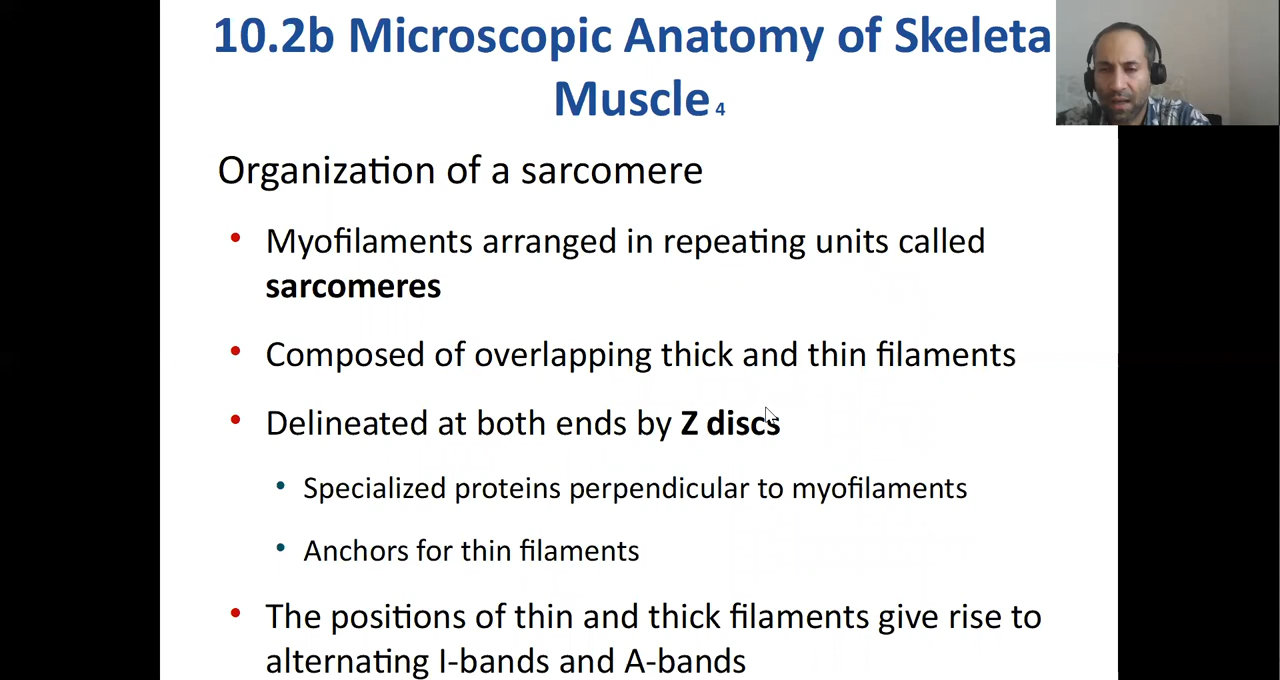 10.2b Microscopic Anatomy of Skeleta
Muscle 4
Organization of a sarcomere
• Myofilaments arranged in repeating units called
sarcomeres
• Composed of overlapping thick and thin filaments
• Delineated at both ends by Z discs
• Specialized proteins perpendicular to myofilaments
• Anchors for thin filaments
• The positions of thin and thick filaments give rise to
alternating I-bands and A-bands